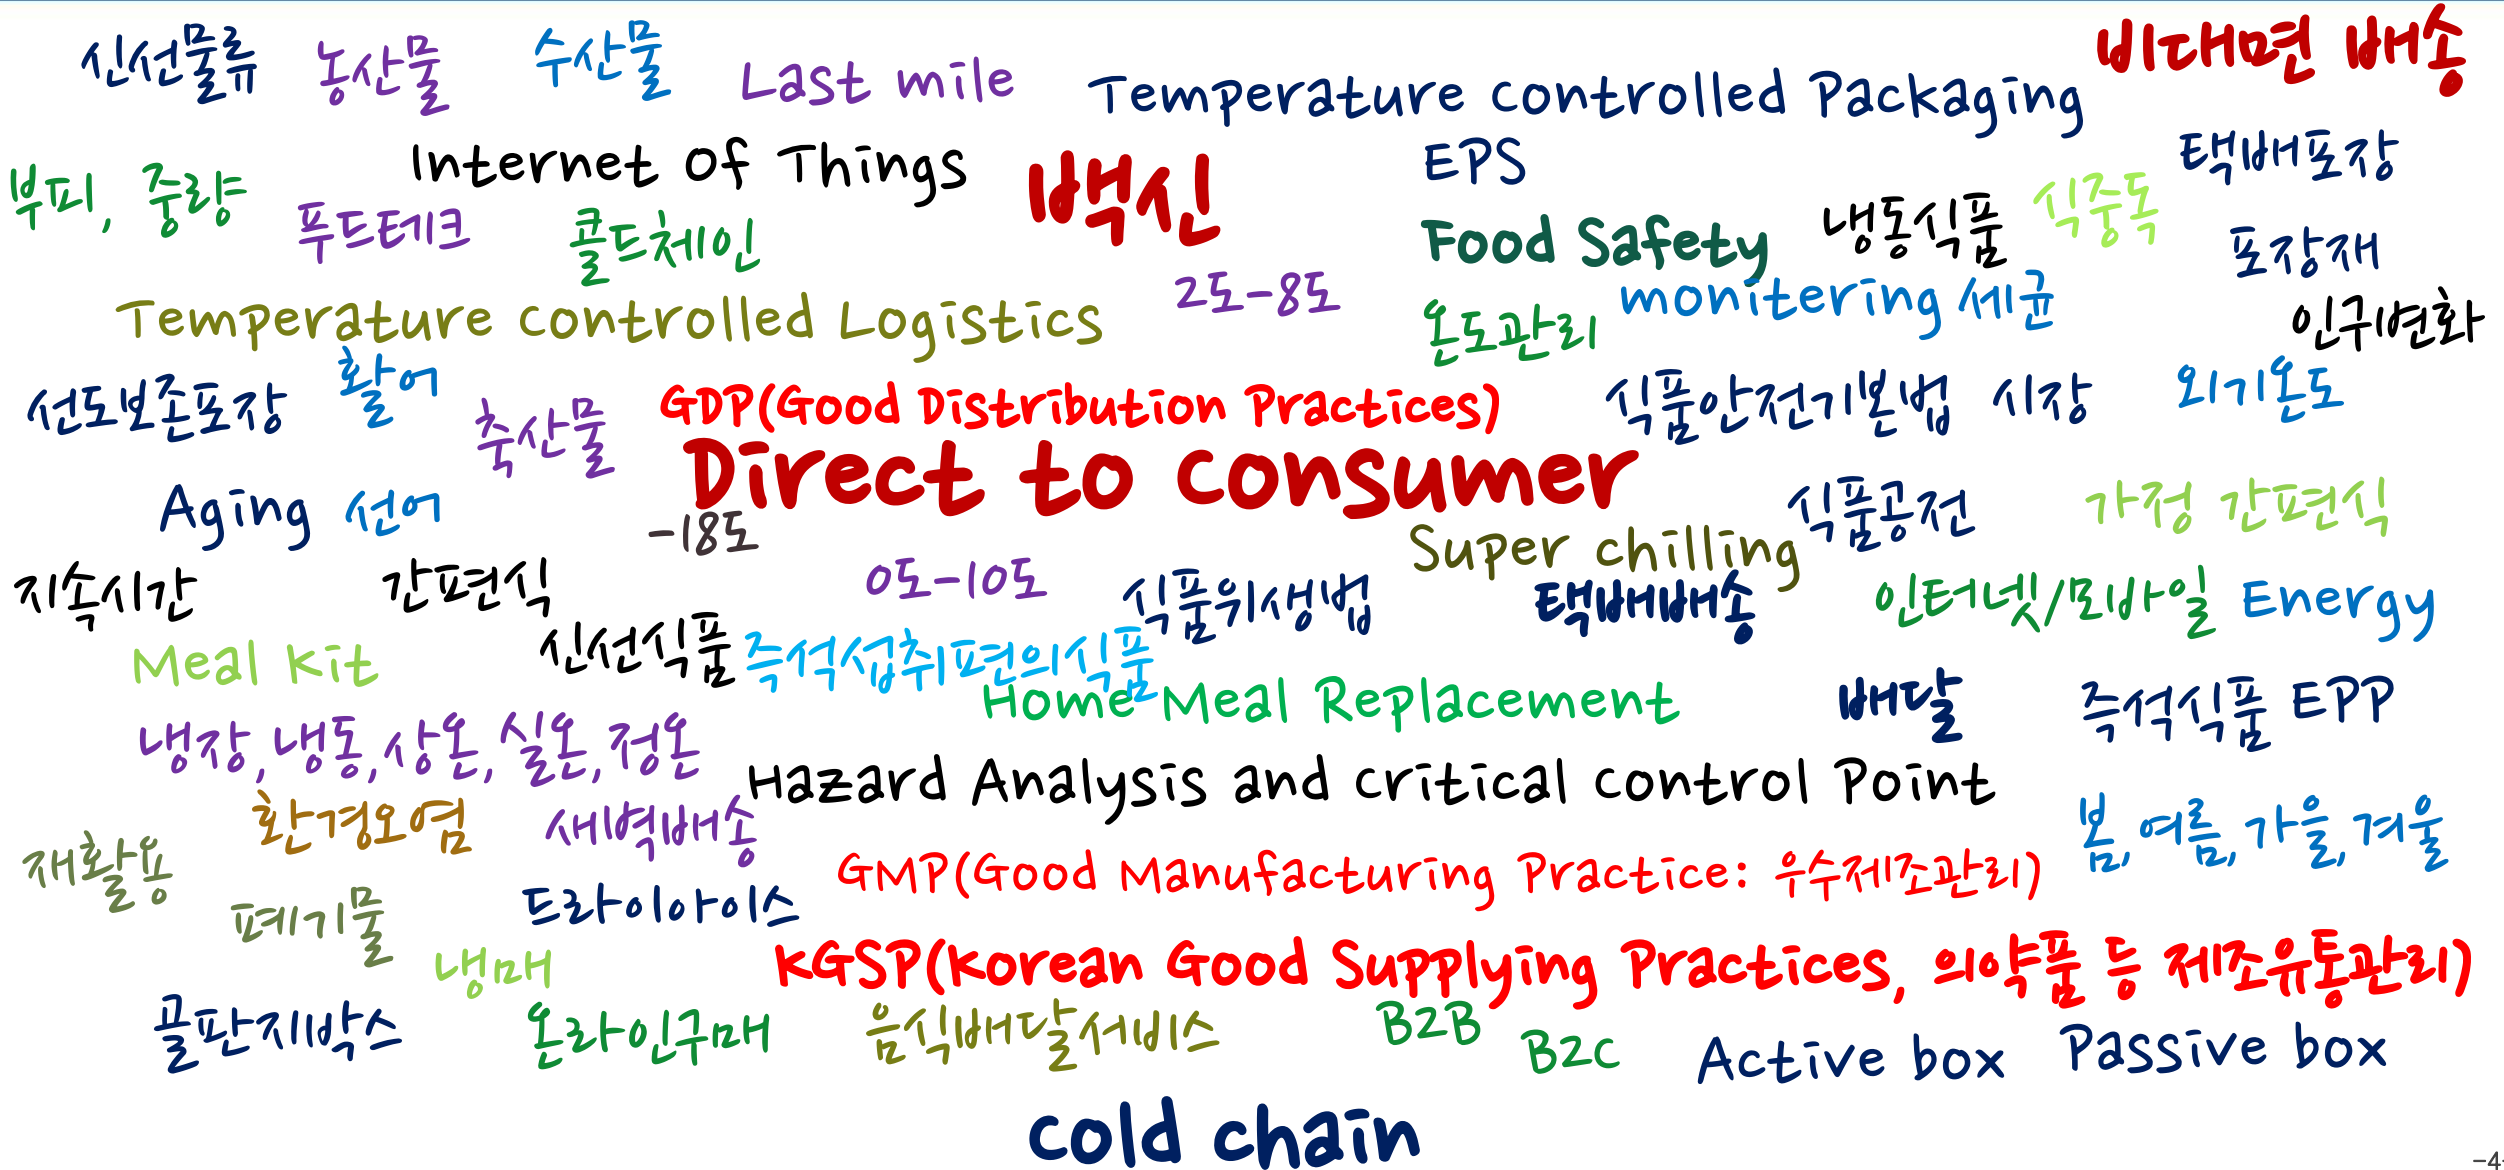 신선물류 농산물 수산물 Last mile Temperature controlled Packaging 비대면 배송
Internet Of Things 백신 EPS 택배포장
부피, 중량 푸드테크 콜드체인 Food Safety 냉동식품 식중독
포장재
Temperature controlled Logistics 2도-8도 온도관리 monitering 세균 인구변화
선도보존포장 활어 축산물 GDP(Good Distribution Practices) 식품안전기본법 시장 외기온도
Direct to consumer
Aging 선어 -18도 Super chilling 식품공전 가정 간편식
지속시간 간편식 0도-10도 식품위생법 택배배송 인터넷/모바일 Energy
Meal kit 신선식품 즉석섭취편의식품
Home Meal Replacement 배달 즉석식품 EPP
냉장, 냉동, 상온, 실온, 정온 Hazard Analysis and critical control Point
환경오염 새벽배송 봄, 여름, 가을, 겨울
재활용 GMP(Good Manufacturing Practice: 우수제조관리)
폐기물 드라이아이스
냉매 KGSP(Korean Good Supplying Practices, 의약품 등 제조유통관리)
골판지박스 온라인구매 음식배달서비스 B2B B2C Active box Passive box
cold chain
-4-